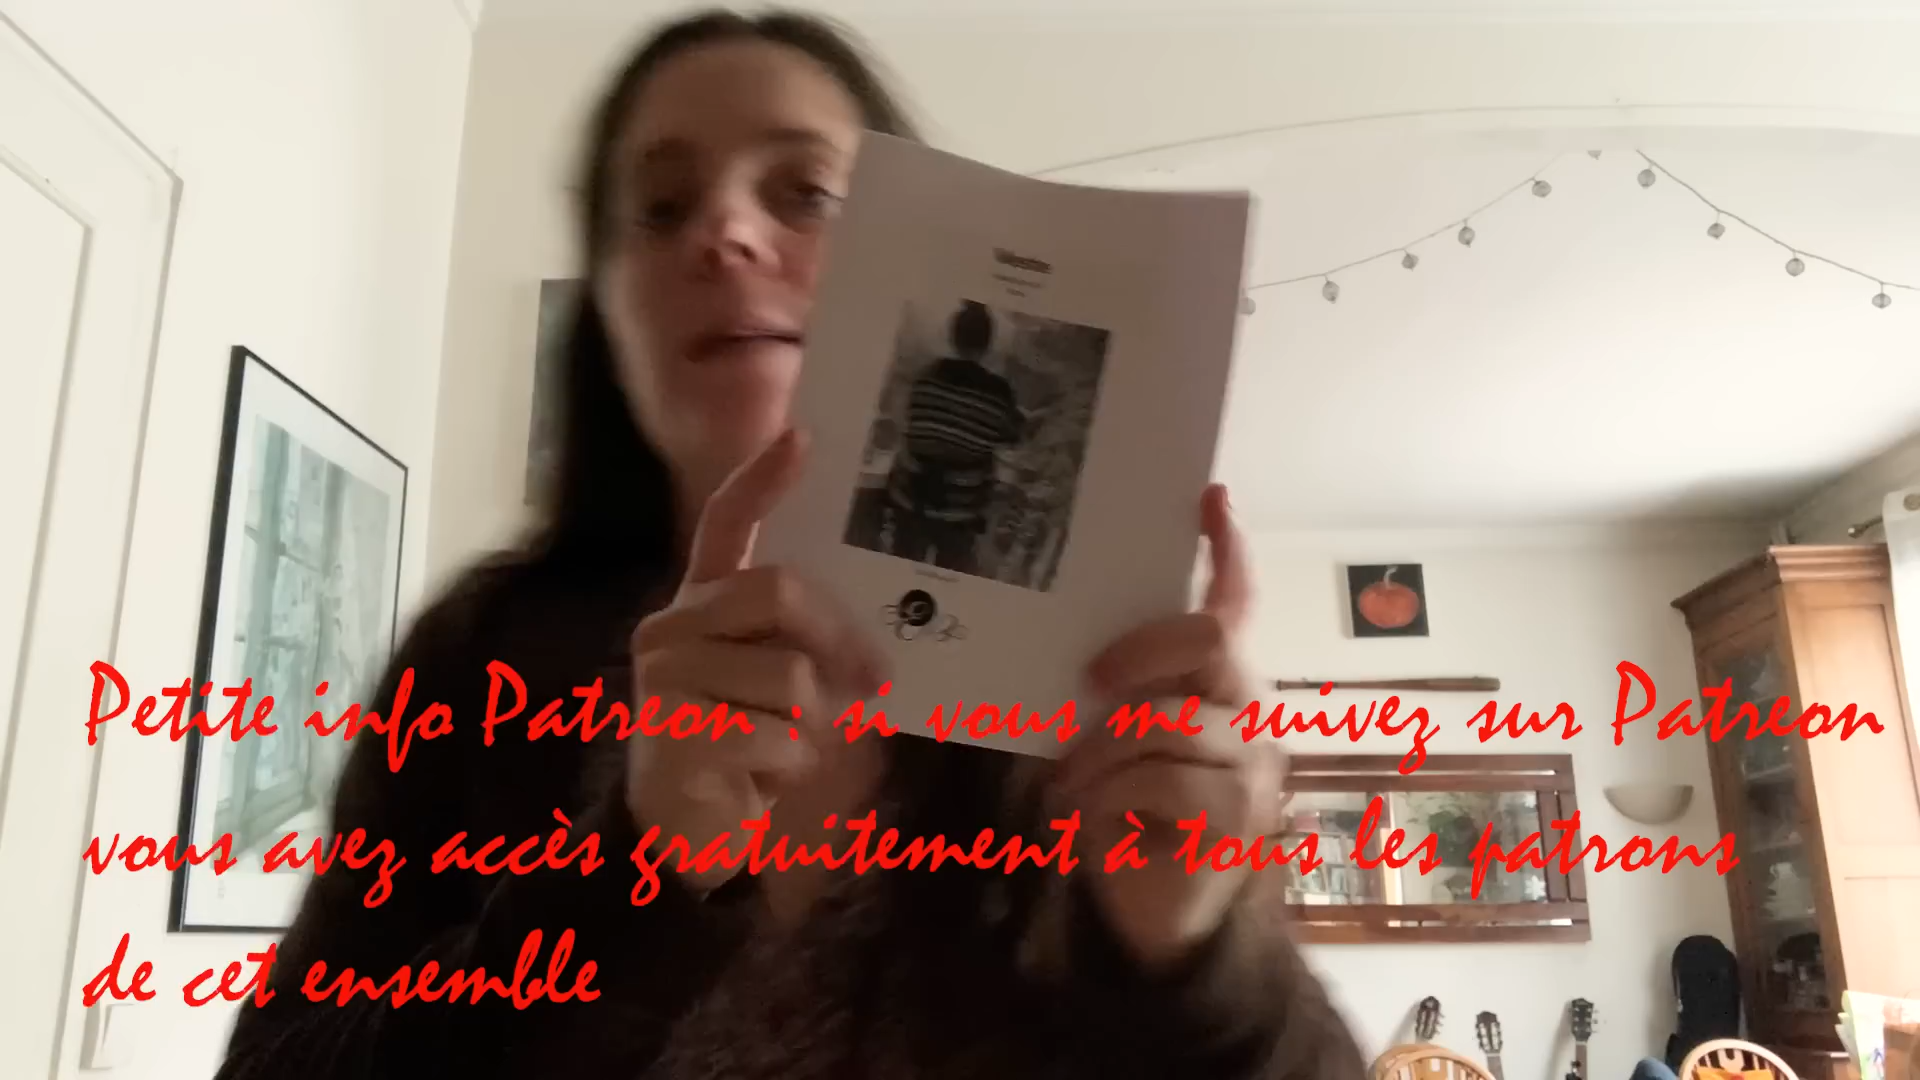 Petite info Patreon : si vous me suivez sur Patreon
vous avez accès gratuitement à tous les patrons
de cet ensemble